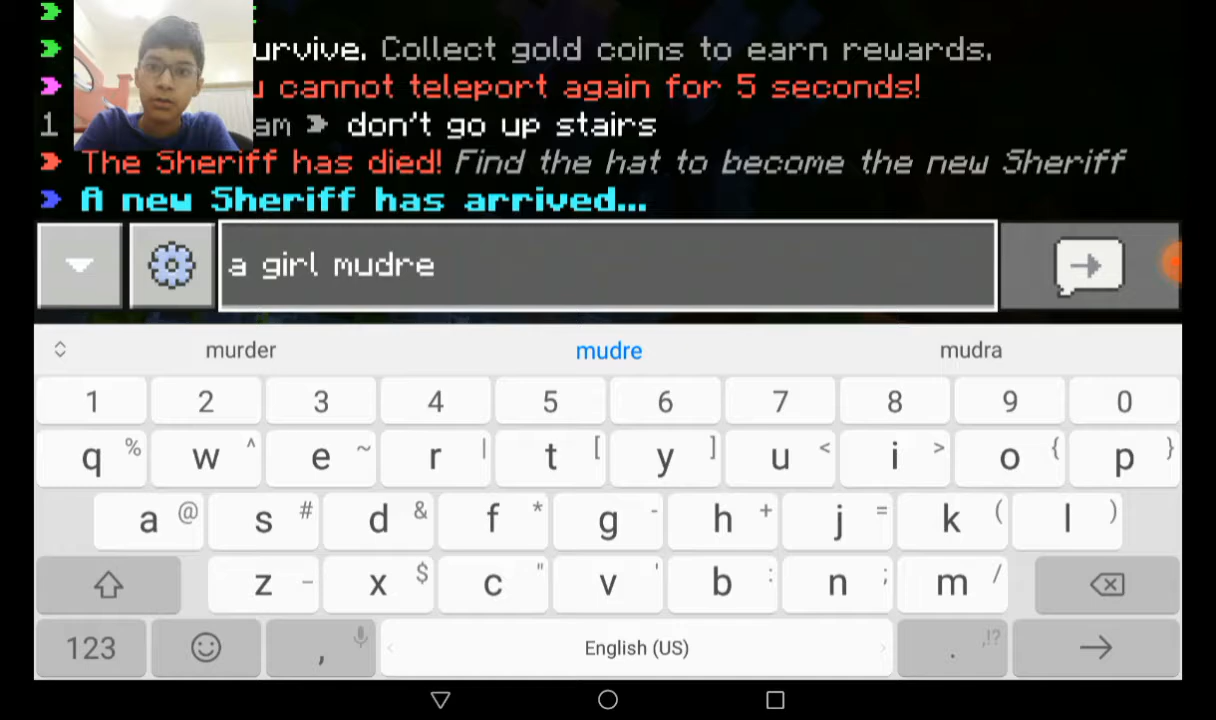 urvive. Collect gold coins to earn rewards.
cannot teleport again for 5 seconds!
1 am don't go up stairs
The Sheriff has died! Find the hat to become the new Sheriff
A new Sheriff has arrived...
a girl mudre
murder mudre mudra
1 2 3 4 5 6 7 8 9 0
q % w ^ e ~ r | t [ y ] u < i > o { p }
a @ s # d & f * g - h + j = k ( l )
z _ x $ c " v ' b : n ; m /
123 , English (US) . ,!?